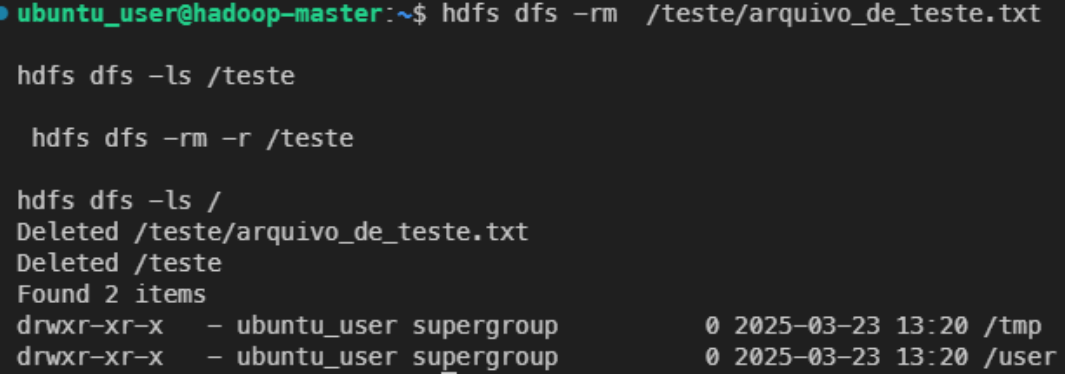 ubuntu_user@hadoop-master:~$ hdfs dfs -rm  /teste/arquivo_de_teste.txt
hdfs dfs -ls /teste
hdfs dfs -rm -r /teste
hdfs dfs -ls /
Deleted /teste/arquivo_de_teste.txt
Deleted /teste
Found 2 items
drwxr-xr-x   - ubuntu_user supergroup          0 2025-03-23 13:20 /tmp
drwxr-xr-x   - ubuntu_user supergroup          0 2025-03-23 13:20 /user